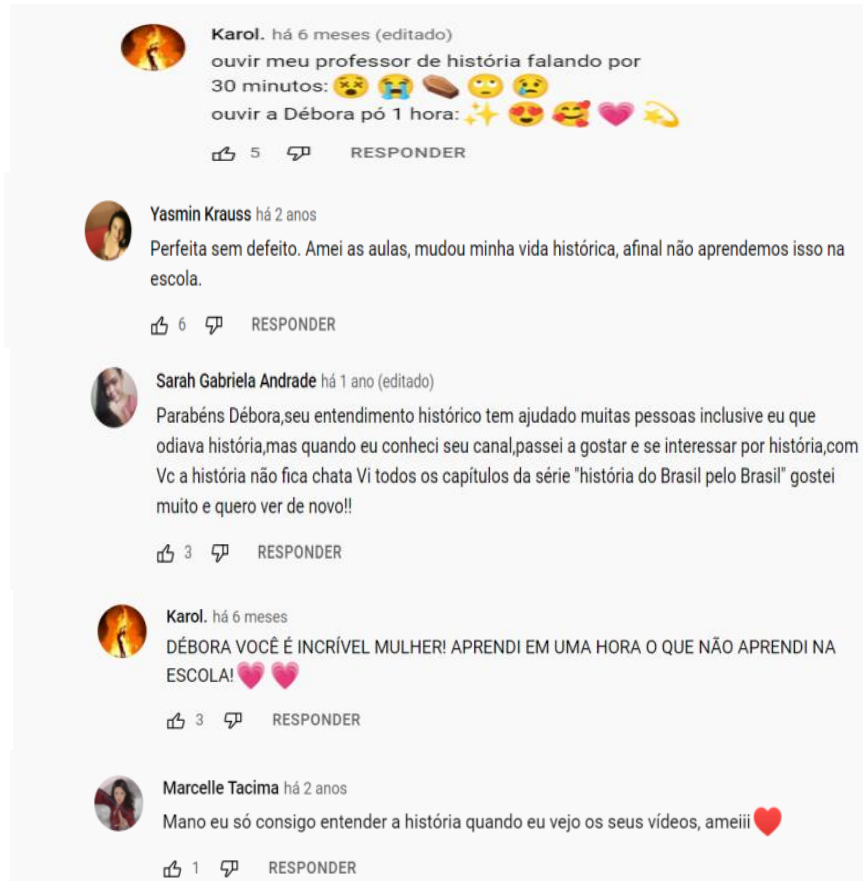 Karol. há 6 meses (editado)
ouvir meu professor de história falando por
30 minutos: 😵😭⚰️🙄😢
ouvir a Débora pó 1 hora: ✨😍🥰💗💫
5 RESPONDER
Yasmin Krauss há 2 anos
Perfeita sem defeito. Amei as aulas, mudou minha vida histórica, afinal não aprendemos isso na
escola.
6 RESPONDER
Sarah Gabriela Andrade há 1 ano (editado)
Parabéns Débora,seu entendimento histórico tem ajudado muitas pessoas inclusive eu que
odiava história,mas quando eu conheci seu canal,passei a gostar e se interessar por história,com
Vc a história não fica chata Vi todos os capítulos da série "história do Brasil pelo Brasil" gostei
muito e quero ver de novo!!
3 RESPONDER
Karol. há 6 meses
DÉBORA VOCÊ É INCRÍVEL MULHER! APRENDI EM UMA HORA O QUE NÃO APRENDI NA
ESCOLA! 💗 💗
3 RESPONDER
Marcelle Tacima há 2 anos
Mano eu só consigo entender a história quando eu vejo os seus vídeos, ameiii ❤️
1 RESPONDER